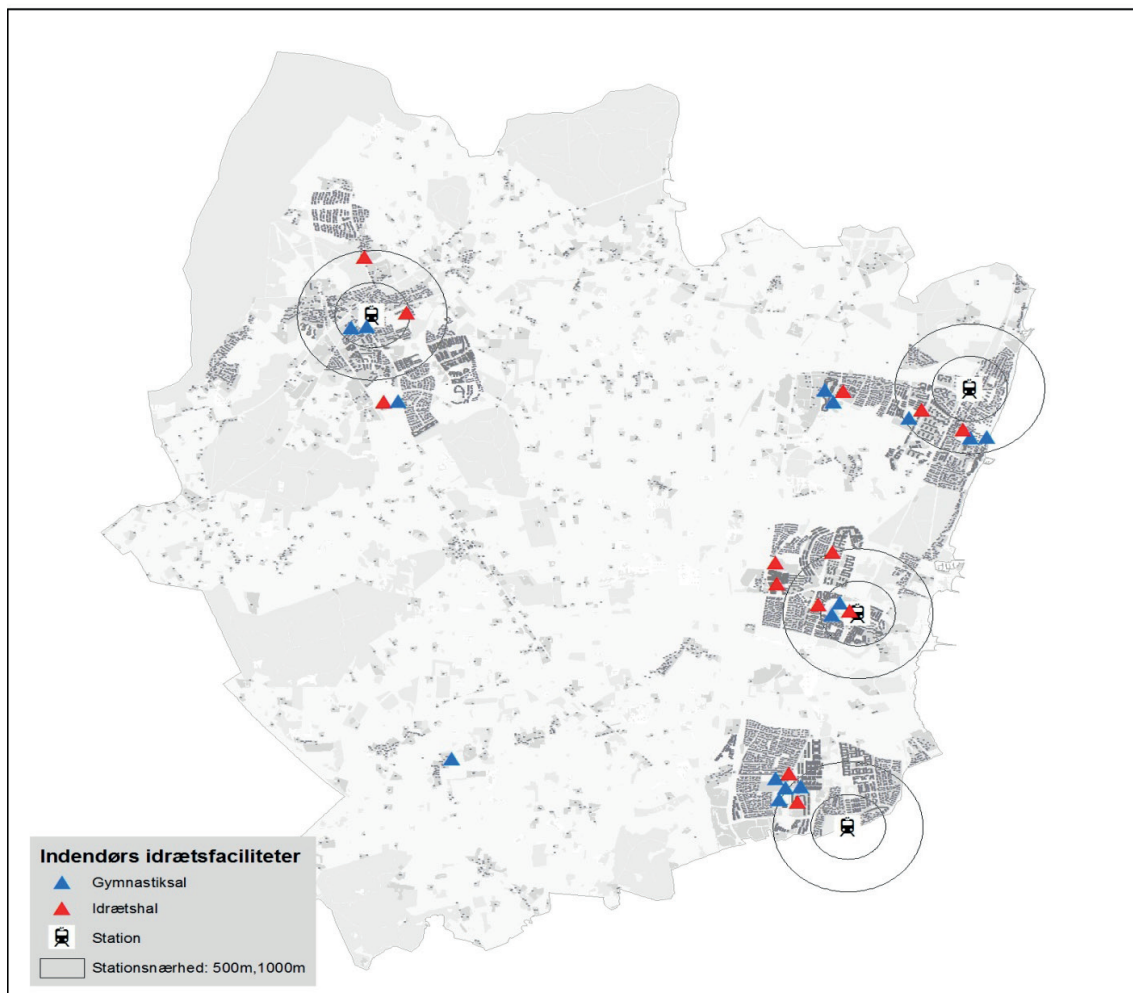 Indendørs idrætsfaciliteter
Gymnastiksal
Idrætshal
Station
Stationsnærhed: 500m,1000m